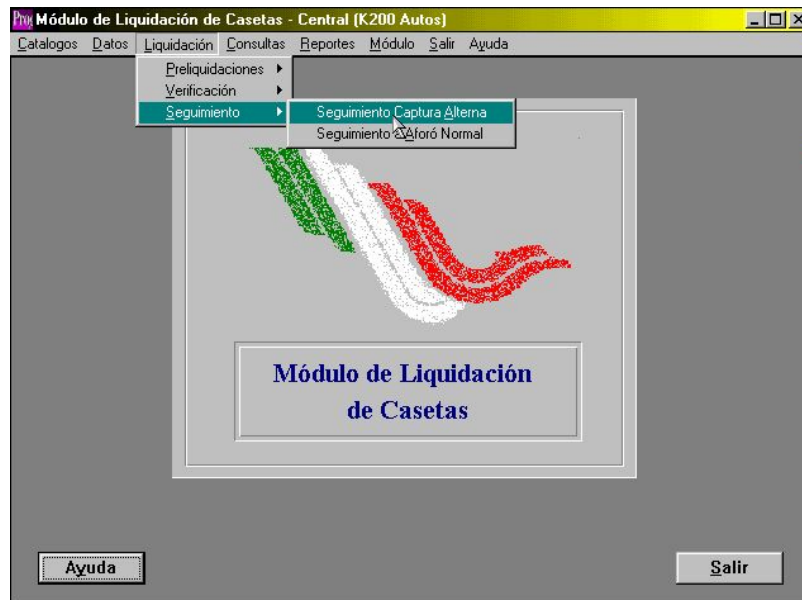 Módulo de Liquidación de Casetas - Central (K200 Autos)
Catalogos Datos Liquidación Consultas Reportes Módulo Salir Ayuda
Preliquidaciones
Verificación
Seguimiento
Seguimiento Captura Alterna
Seguimiento Aforó Normal
Módulo de Liquidación
de Casetas
Ayuda
Salir